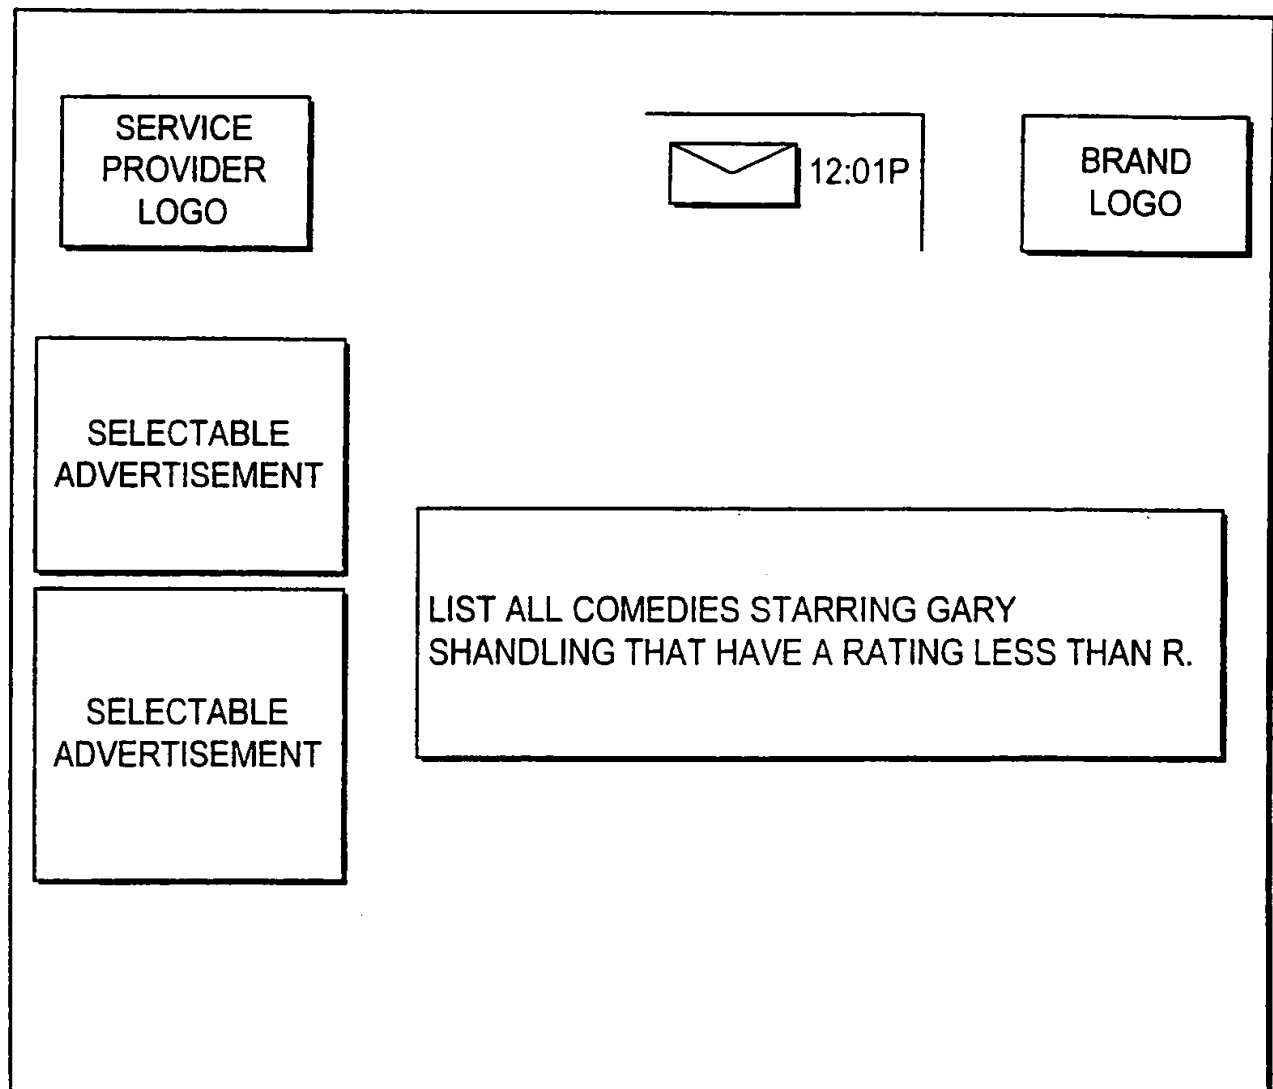 SERVICE
PROVIDER
LOGO
12:01P
BRAND
LOGO
SELECTABLE
ADVERTISEMENT
LIST ALL COMEDIES STARRING GARY
SHANDLING THAT HAVE A RATING LESS THAN R.
SELECTABLE
ADVERTISEMENT